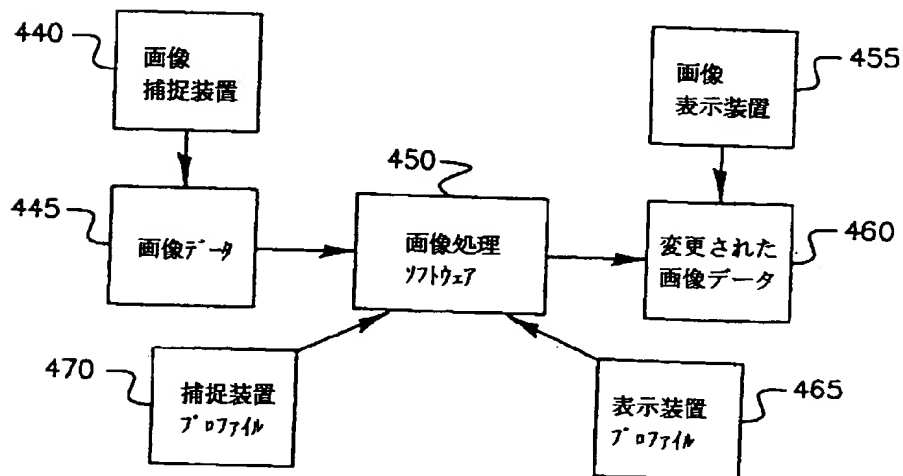 440
画像
捕捉装置
画像
表示装置
455
450
445
画像データ
画像処理
ソフトウェア
変更された
画像データ
460
470
捕捉装置
プロファイル
表示装置
プロファイル
465